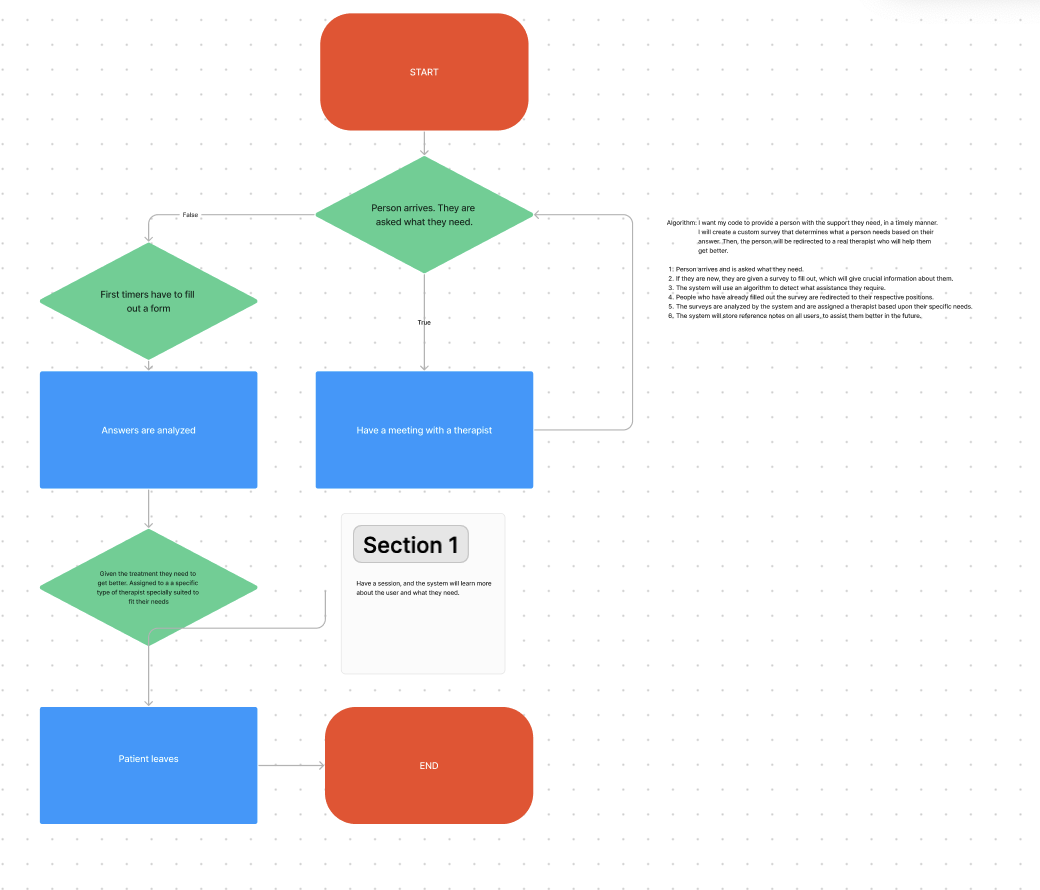 START
Person arrives. They are
asked what they need.
False
First timers have to fill
out a form
True
Answers are analyzed
Have a meeting with a therapist
Given the treatment they need to
get better. Assigned to a a specific
type of therapist specially suited to
fit their needs
Section 1
Have a session, and the system will learn more
about the user and what they need.
Patient leaves
END
Algorithm: I want my code to provide a person with the support they need, in a timely manner.
I will create a custom survey that determines what a person needs based on their
answer. Then, the person will be redirected to a real therapist who will help them
get better.
1. Person arrives and is asked what they need.
2. If they are new, they are given a survey to fill out, which will give crucial information about them.
3. The system will use an algorithm to detect what assistance they require.
4. People who have already filled out the survey are redirected to their respective positions.
5. The surveys are analyzed by the system and are assigned a therapist based upon their specific needs.
6. The system will store reference notes on all users, to assist them better in the future.